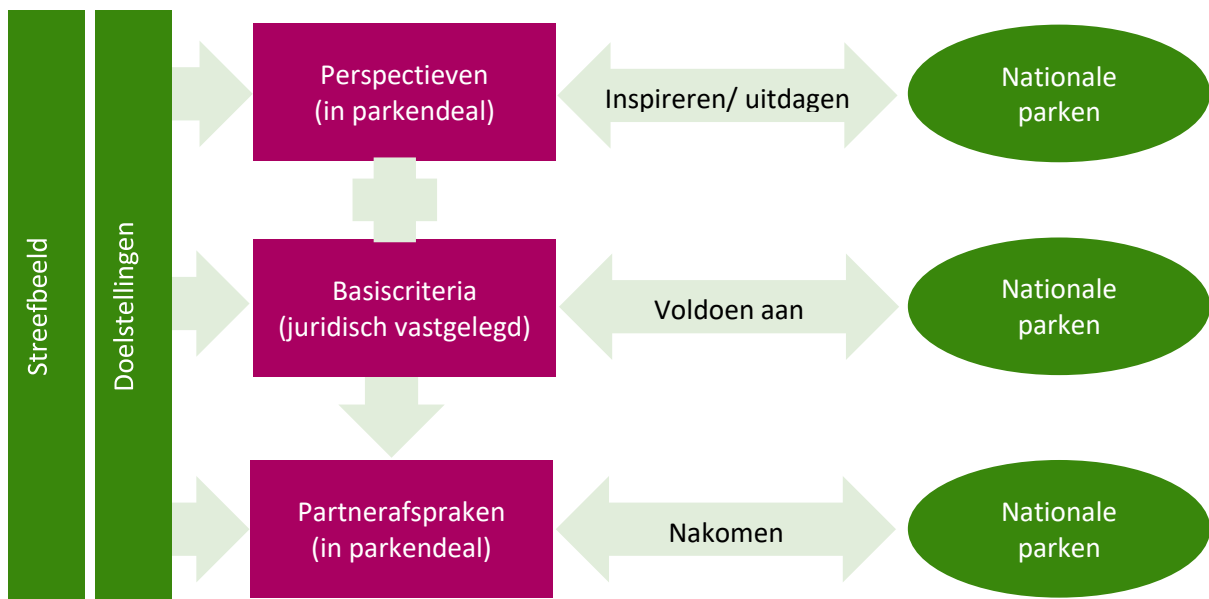 Streefbeeld
Doelstellingen
Perspectieven
(in parkendeal)
Inspireren/ uitdagen
Nationale
parken
Basiscriteria
(juridisch vastgelegd)
Voldoen aan
Nationale
parken
Partnerafspraken
(in parkendeal)
Nakomen
Nationale
parken